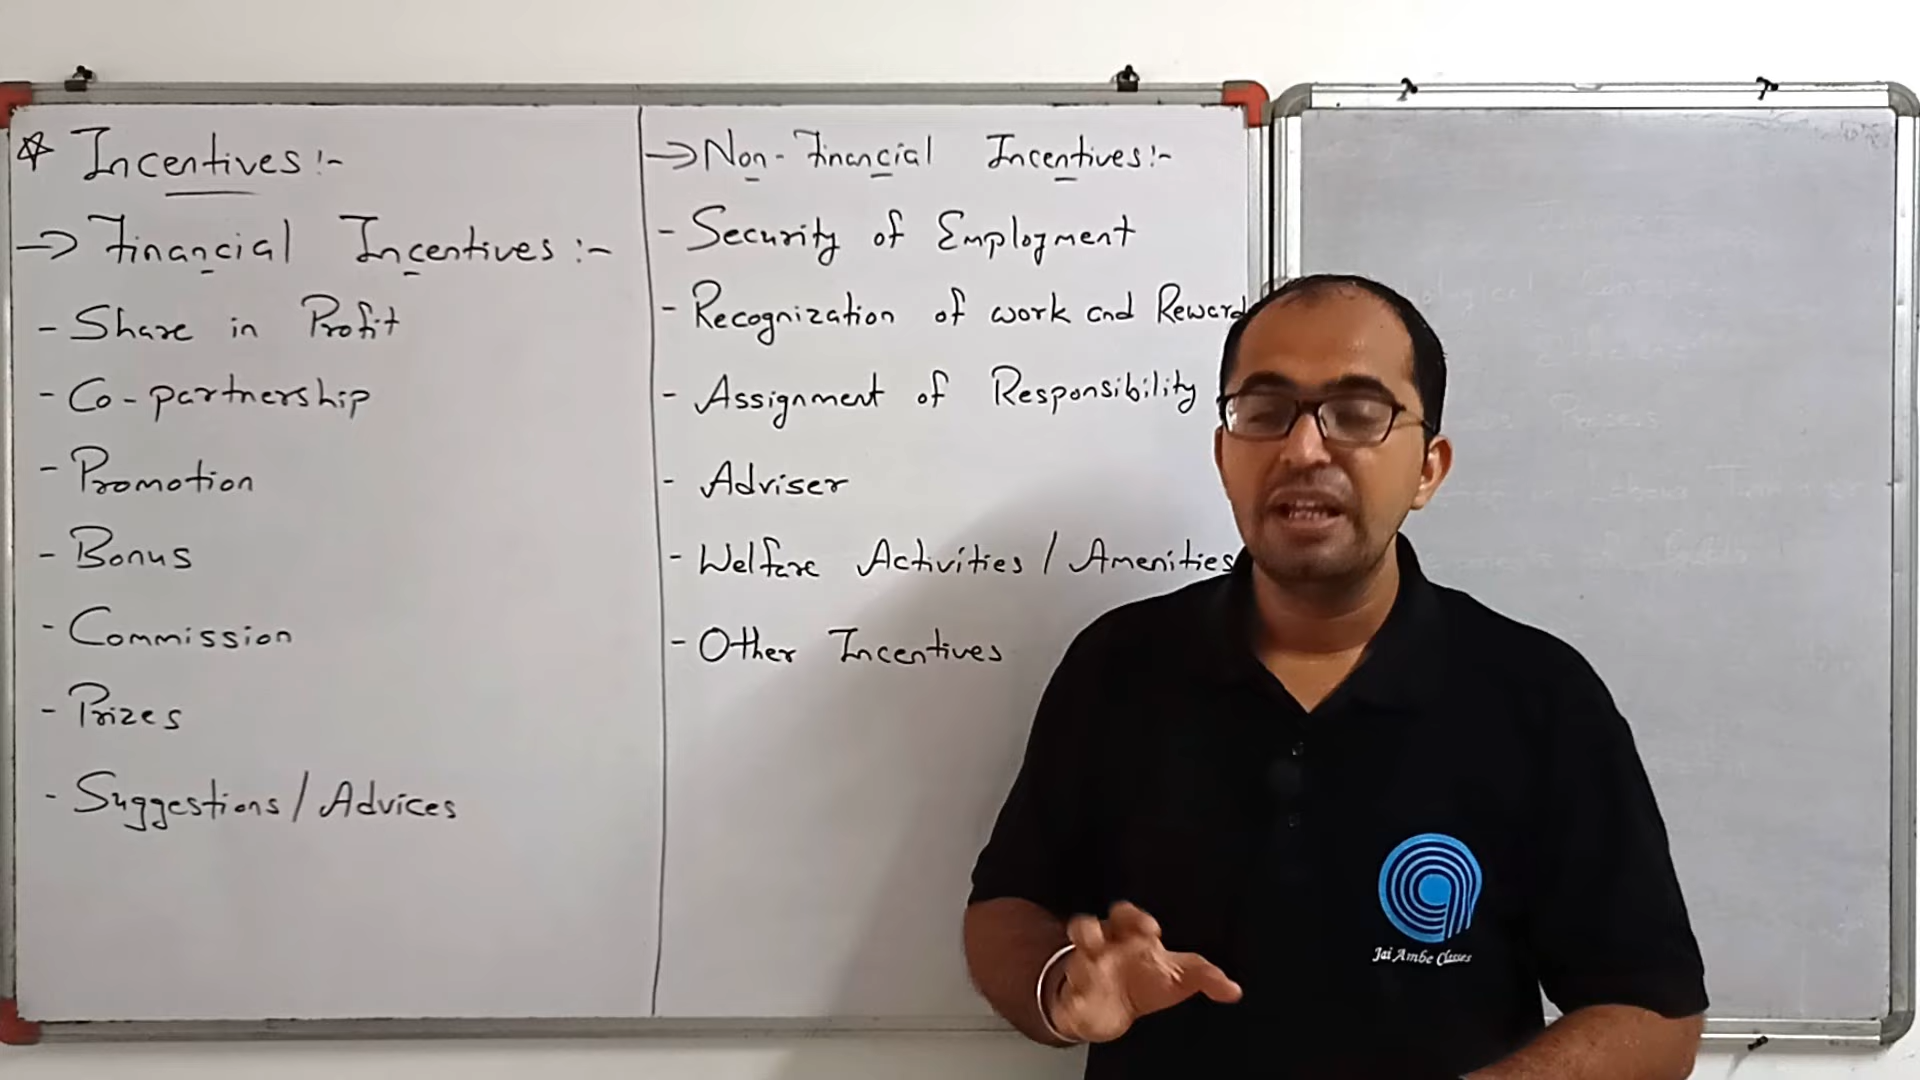 ☆ Incentives :-
→ Financial Incentives :-
- Share in Profit
- Co-partnership
- Promotion
- Bonus
- Commission
- Prizes
- Suggestions / Advices
→ Non-Financial Incentives :-
- Security of Employment
- Recognization of work and Reward
- Assignment of Responsibility
- Adviser
- Welfare Activities / Amenities
- Other Incentives
Process
Jai Ambe Classes